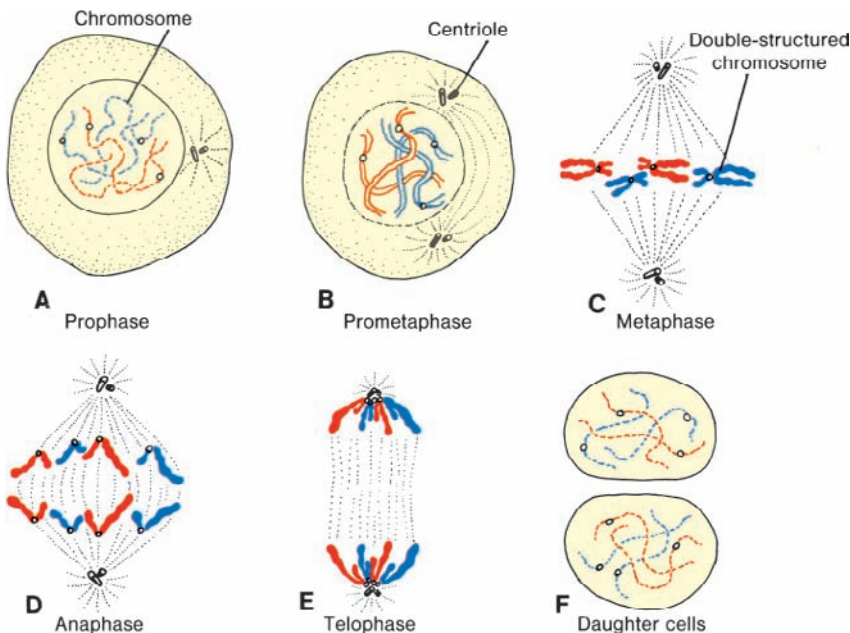 Chromosome
Centriole
Double-structured
chromosome
A
Prophase
B
Prometaphase
C
Metaphase
D
Anaphase
E
Telophase
F
Daughter cells